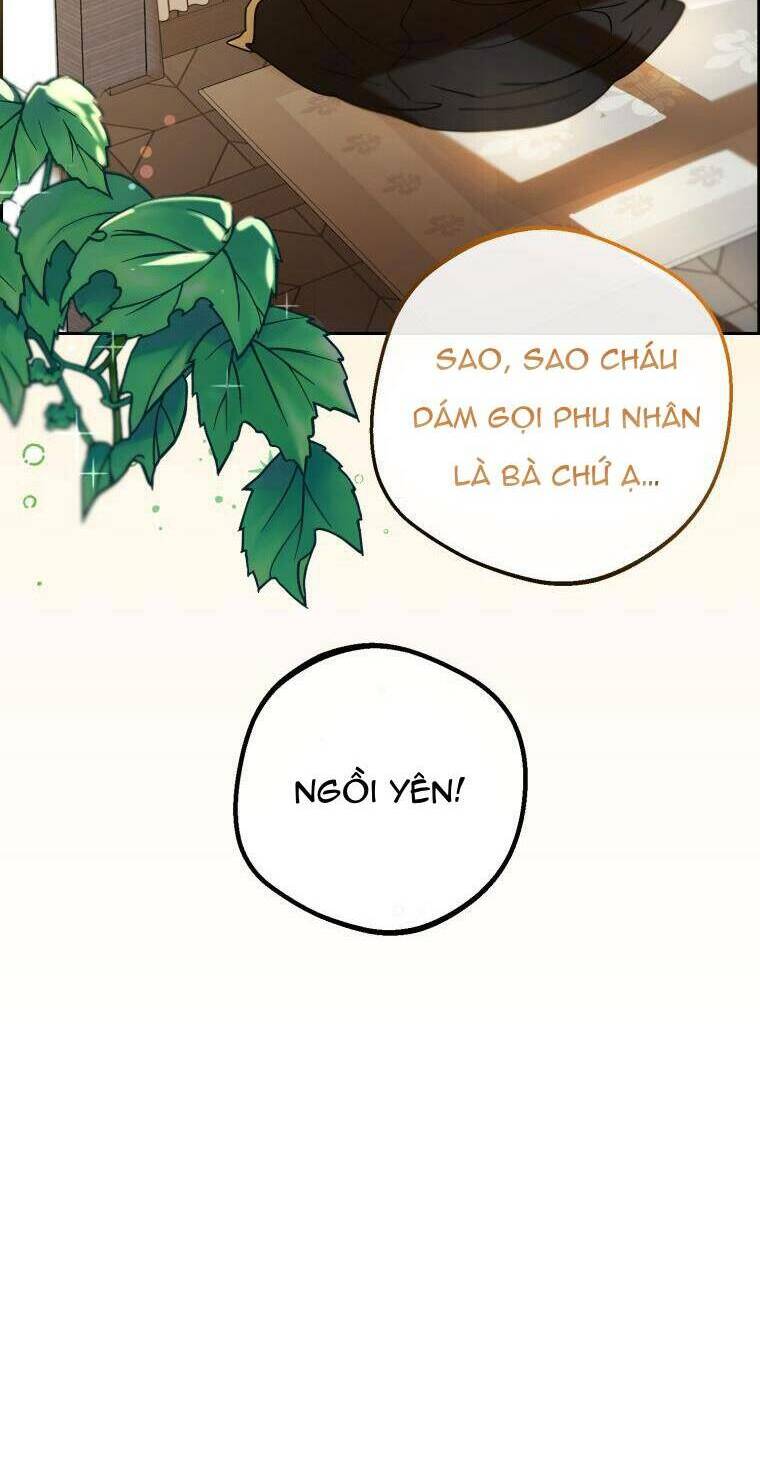 SAO, SAO CHÁU
DÁM GỌI PHU NHÂN
LÀ BÀ CHỨ Ạ...
NGỒI YÊN!